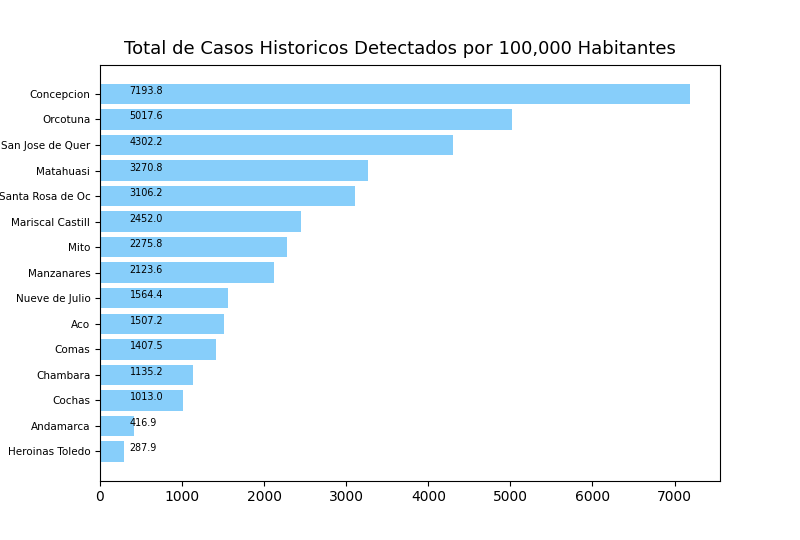 Total de Casos Historicos Detectados por 100,000 Habitantes
Concepcion 7193.8
Orcotuna 5017.6
San Jose de Quer 4302.2
Matahuasi 3270.8
Santa Rosa de Oc 3106.2
Mariscal Castill 2452.0
Mito 2275.8
Manzanares 2123.6
Nueve de Julio 1564.4
Aco 1507.2
Comas 1407.5
Chambara 1135.2
Cochas 1013.0
Andamarca 416.9
Heroinas Toledo 287.9
0 1000 2000 3000 4000 5000 6000 7000